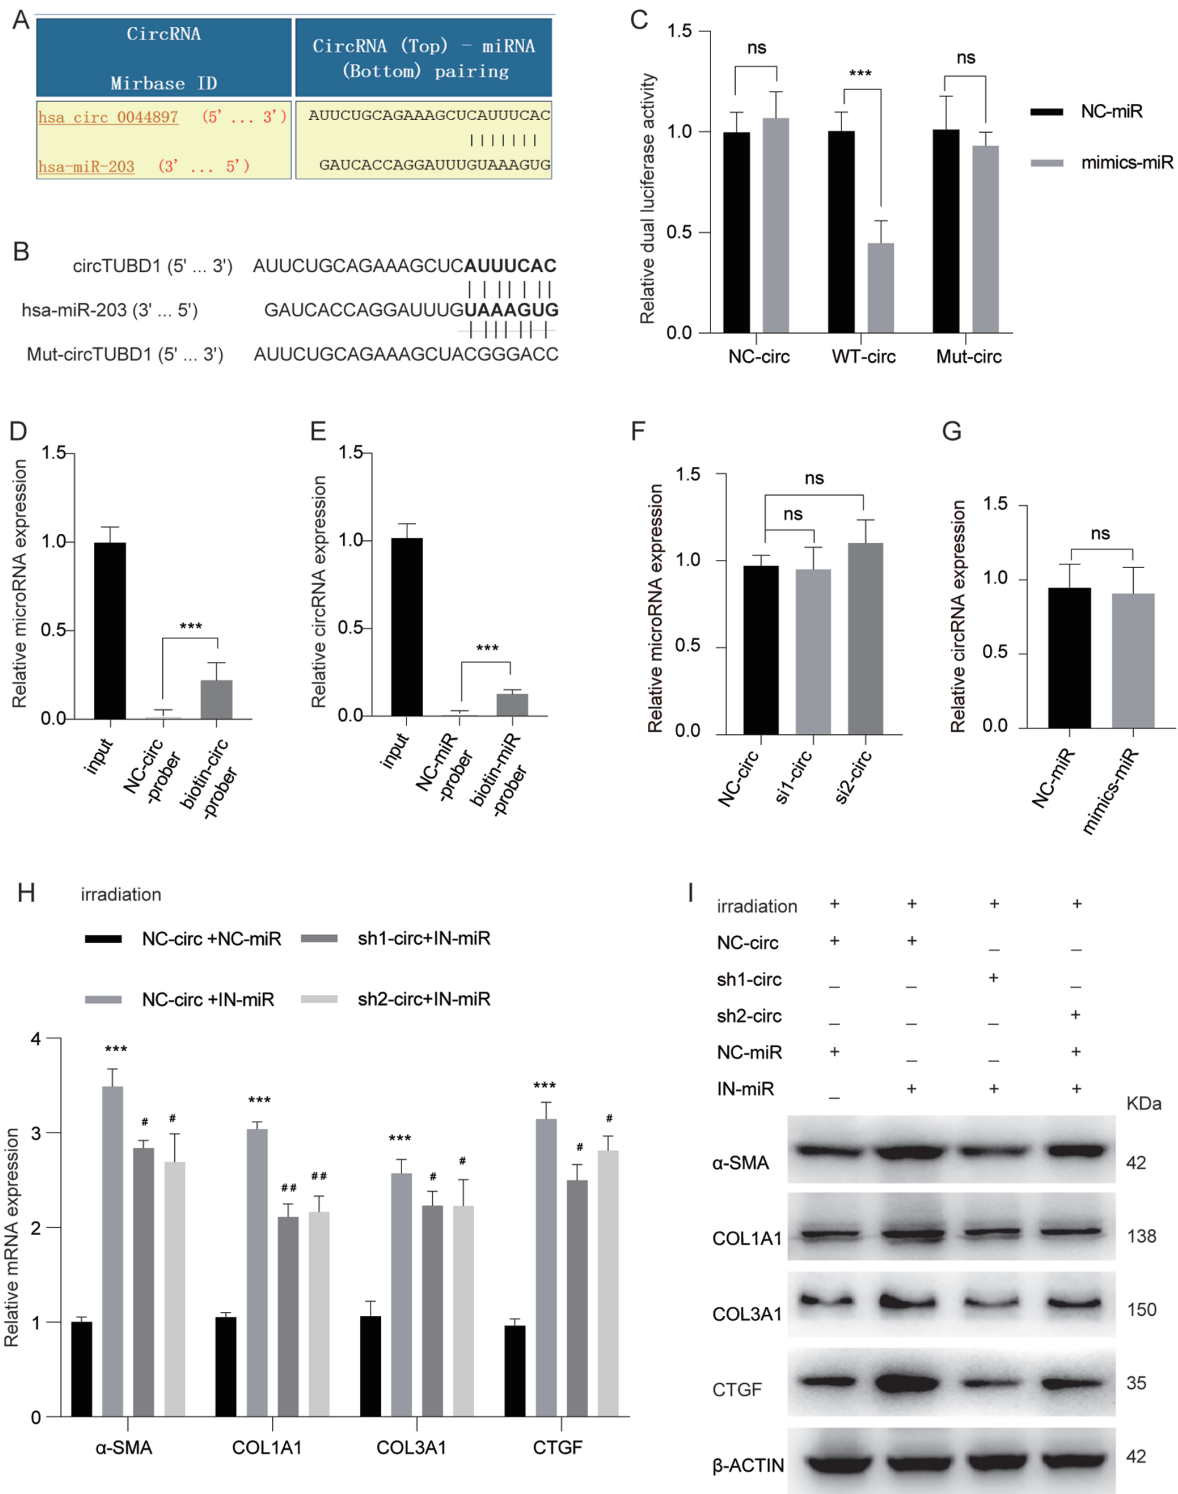 A
CircRNA
Mirbase ID
CircRNA (Top) - miRNA
(Bottom) pairing
hsa_circ_0044897 (5' ... 3')
AUUCUGCAGAAAGCUCAUUUCAC
| | | | | | |
hsa-miR-203 (3' ... 5')
GAUCACCAGGAUUUGUAAAGUG
B
circTUBD1 (5' ... 3') AUUCUGCAGAAAGCUCAUUUCAC
hsa-miR-203 (3' ... 5') GAUCACCAGGAUUUGUAAAGUG
Mut-circTUBD1 (5' ... 3') AUUCUGCAGAAAGCUACGGGACC
C
Relative dual luciferase activity
1.5
1.0
0.5
0.0
ns
***
ns
NC-circ
WT-circ
Mut-circ
NC-miR
mimics-miR
D
Relative microRNA expression
1.5
1.0
0.5
0.0
***
input
NC-circ
-prober
biotin-circ
-prober
E
Relative circRNA expression
1.5
1.0
0.5
0.0
***
input
NC-miR
-prober
biotin-miR
-prober
F
Relative microRNA expression
1.5
1.0
0.5
0.0
ns
ns
NC-circ
si1-circ
si2-circ
G
Relative circRNA expression
1.5
1.0
0.5
0.0
ns
NC-miR
mimics-miR
H
irradiation
NC-circ +NC-miR
sh1-circ+IN-miR
NC-circ +IN-miR
sh2-circ+IN-miR
Relative mRNA expression
4
3
2
1
0
*** # #
*** ## ##
*** # #
*** # #
α-SMA
COL1A1
COL3A1
CTGF
I
irradiation + + + +
NC-circ + + _ _
sh1-circ _ _ + _
sh2-circ _ _ _ +
NC-miR + _ _ +
IN-miR _ + + +
KDa
α-SMA 42
COL1A1 138
COL3A1 150
CTGF 35
β-ACTIN 42